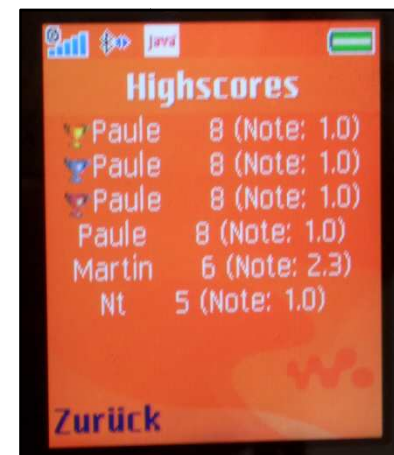 Java
Highscores
Paule 8 (Note: 1.0)
Paule 8 (Note: 1.0)
Paule 8 (Note: 1.0)
Paule 8 (Note: 1.0)
Martin 6 (Note: 2.3)
Nt 5 (Note: 1.0)
Zurück